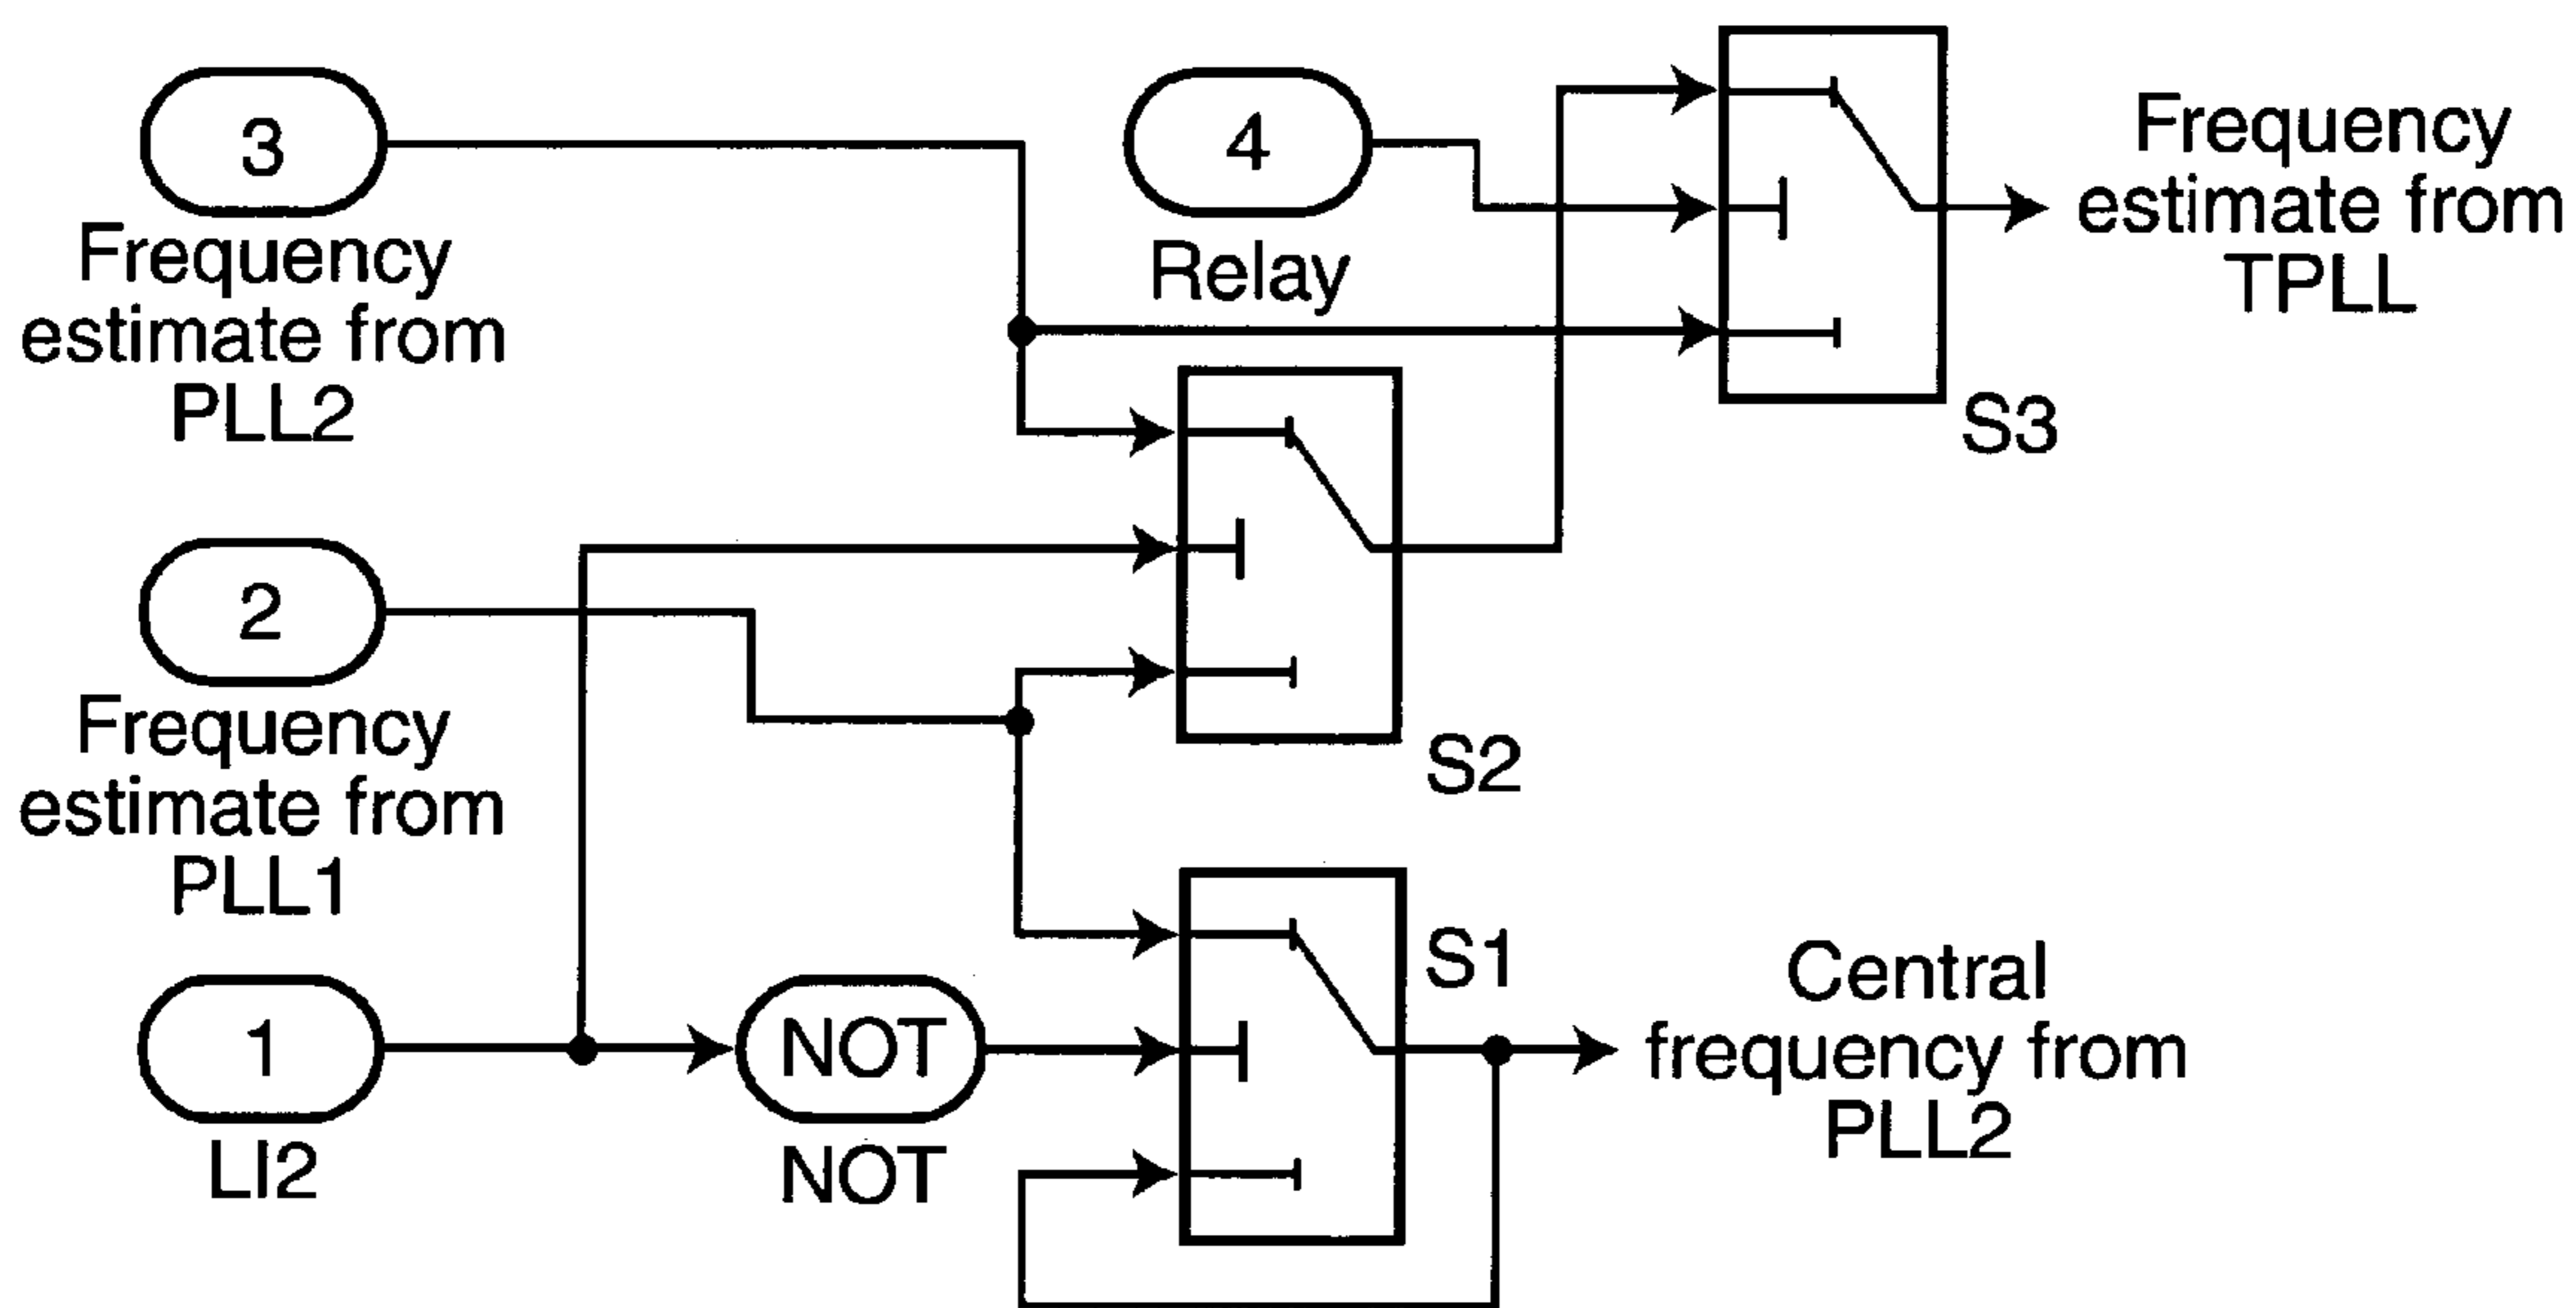 3
Frequency
estimate from
PLL2
4
Relay
Frequency
estimate from
TPLL
S3
2
Frequency
estimate from
PLL1
S2
1
LI2
NOT
NOT
S1
Central
frequency from
PLL2